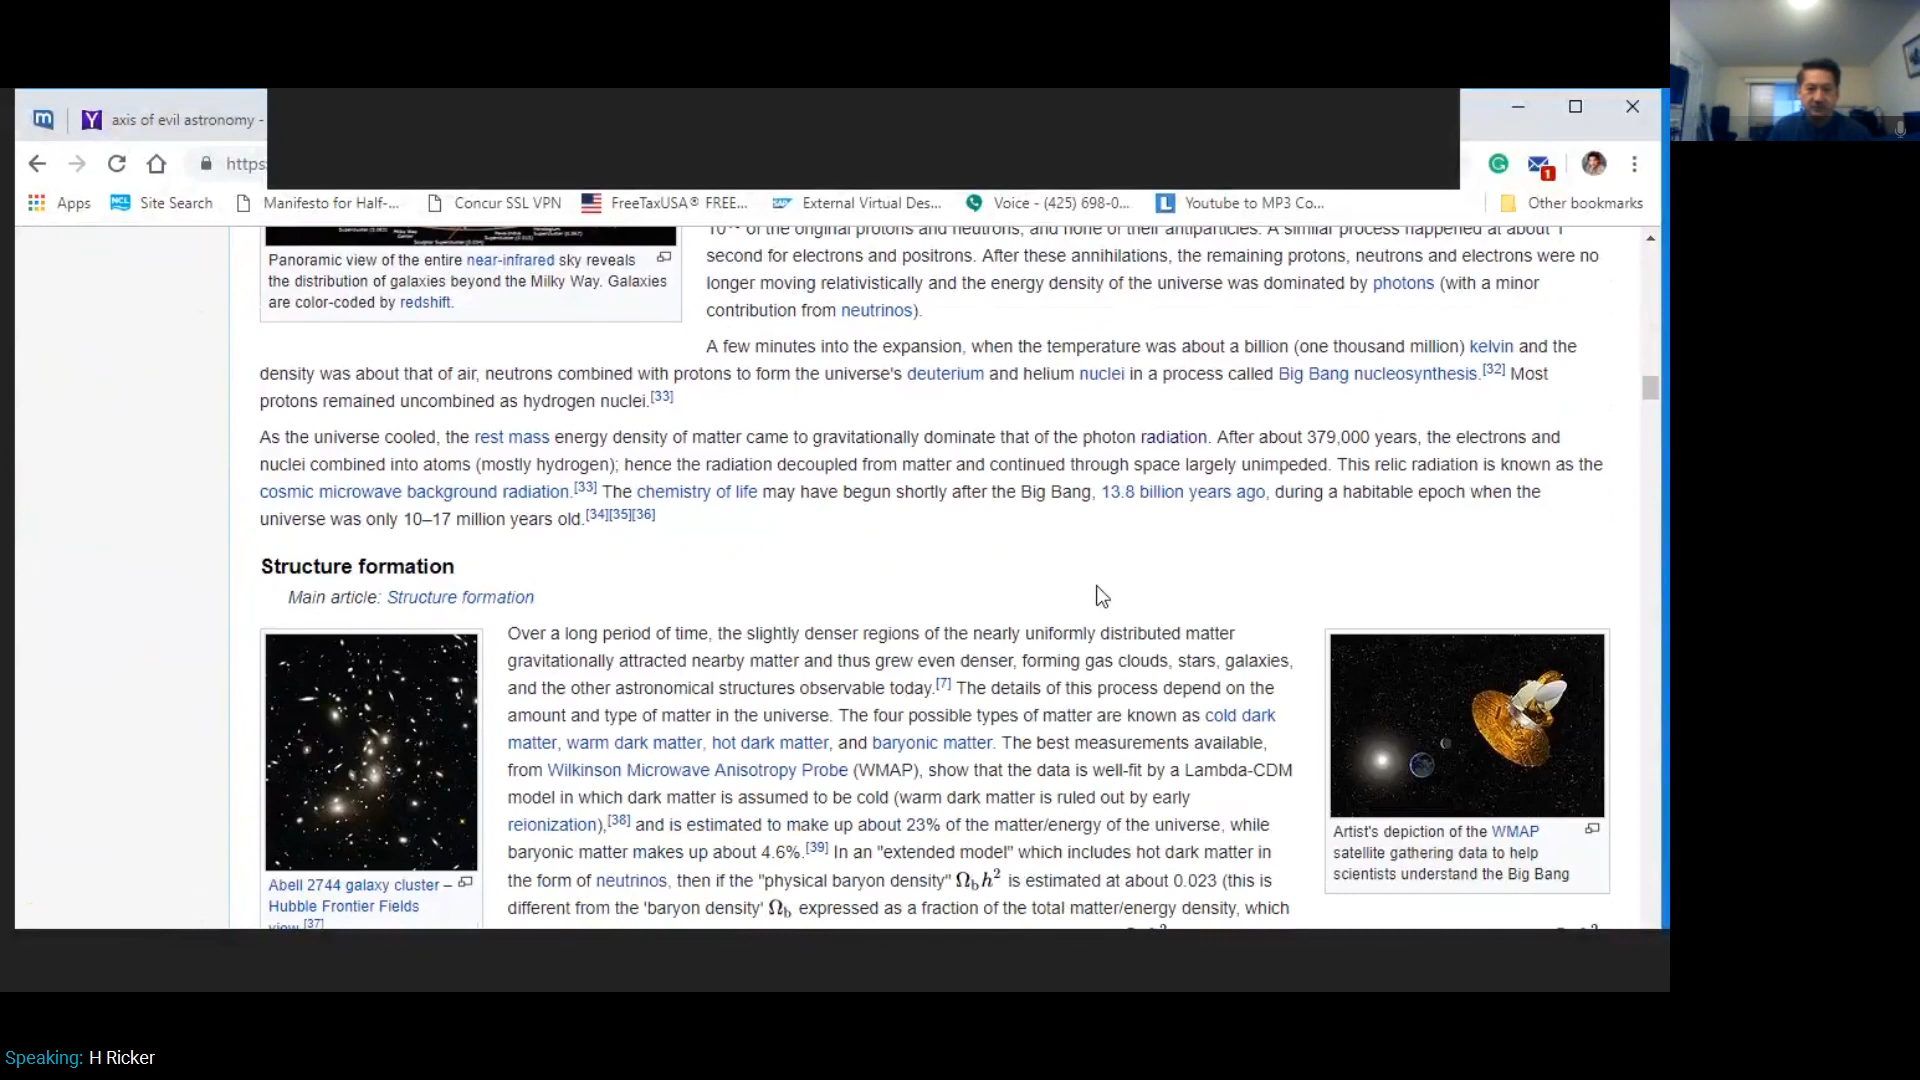 axis of evil astronomy -
https:
1
Apps
NCL
Site Search
Manifesto for Half-...
Concur SSL VPN
FreeTaxUSA® FREE...
SAP
External Virtual Des...
Voice - (425) 698-0...
L
Youtube to MP3 Co...
Other bookmarks
of the original protons and neutrons, and none of their antiparticles. A similar process happened at about 1
second for electrons and positrons. After these annihilations, the remaining protons, neutrons and electrons were no
longer moving relativistically and the energy density of the universe was dominated by photons (with a minor
contribution from neutrinos).
Panoramic view of the entire near-infrared sky reveals
the distribution of galaxies beyond the Milky Way. Galaxies
are color-coded by redshift.
A few minutes into the expansion, when the temperature was about a billion (one thousand million) kelvin and the
density was about that of air, neutrons combined with protons to form the universe's deuterium and helium nuclei in a process called Big Bang nucleosynthesis.[32] Most
protons remained uncombined as hydrogen nuclei.[33]
As the universe cooled, the rest mass energy density of matter came to gravitationally dominate that of the photon radiation. After about 379,000 years, the electrons and
nuclei combined into atoms (mostly hydrogen); hence the radiation decoupled from matter and continued through space largely unimpeded. This relic radiation is known as the
cosmic microwave background radiation.[33] The chemistry of life may have begun shortly after the Big Bang, 13.8 billion years ago, during a habitable epoch when the
universe was only 10–17 million years old.[34][35][36]
Structure formation
Main article: Structure formation
Over a long period of time, the slightly denser regions of the nearly uniformly distributed matter
gravitationally attracted nearby matter and thus grew even denser, forming gas clouds, stars, galaxies,
and the other astronomical structures observable today.[7] The details of this process depend on the
amount and type of matter in the universe. The four possible types of matter are known as cold dark
matter, warm dark matter, hot dark matter, and baryonic matter. The best measurements available,
from Wilkinson Microwave Anisotropy Probe (WMAP), show that the data is well-fit by a Lambda-CDM
model in which dark matter is assumed to be cold (warm dark matter is ruled out by early
reionization),[38] and is estimated to make up about 23% of the matter/energy of the universe, while
baryonic matter makes up about 4.6%.[39] In an "extended model" which includes hot dark matter in
the form of neutrinos, then if the "physical baryon density" Ωbh² is estimated at about 0.023 (this is
different from the 'baryon density' Ωb expressed as a fraction of the total matter/energy density, which
Abell 2744 galaxy cluster –
Hubble Frontier Fields
view.[37]
Artist's depiction of the WMAP
satellite gathering data to help
scientists understand the Big Bang
Speaking: H Ricker